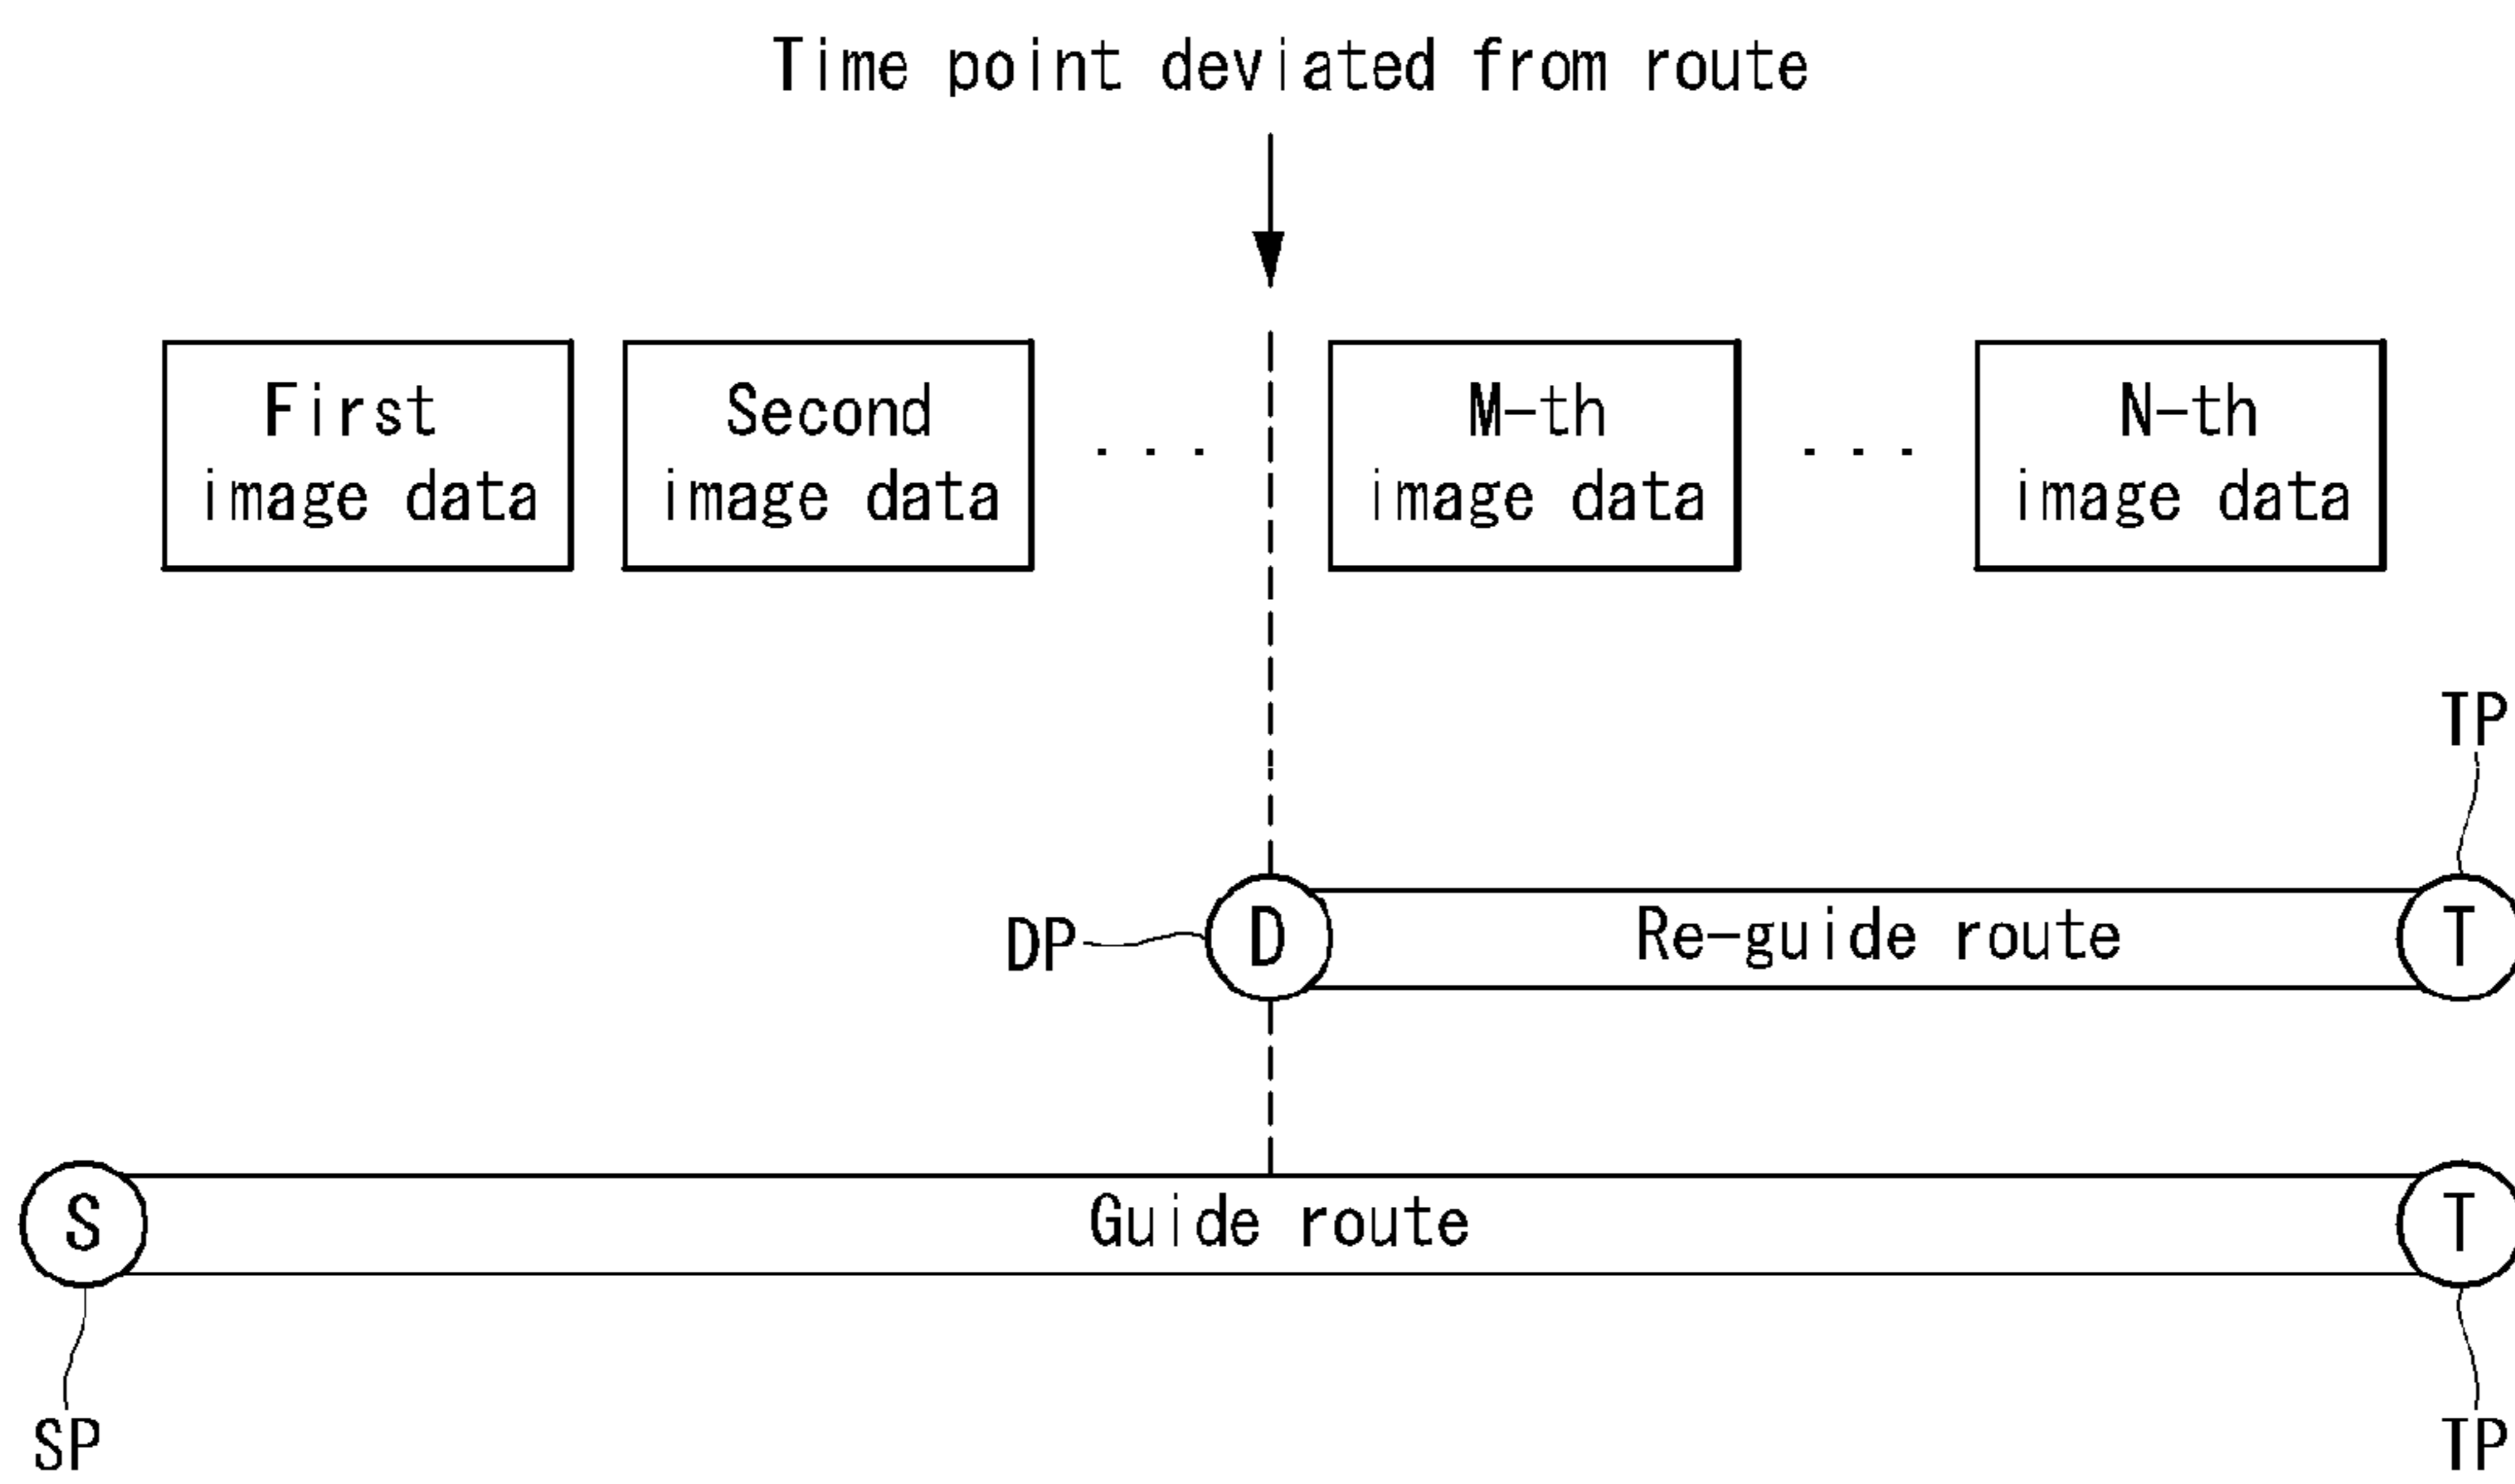 Time point deviated from route
First
image data
Second
image data
. . .
M-th
image data
. . .
N-th
image data
TP
DP
D
Re-guide route
T
S
Guide route
T
SP
TP